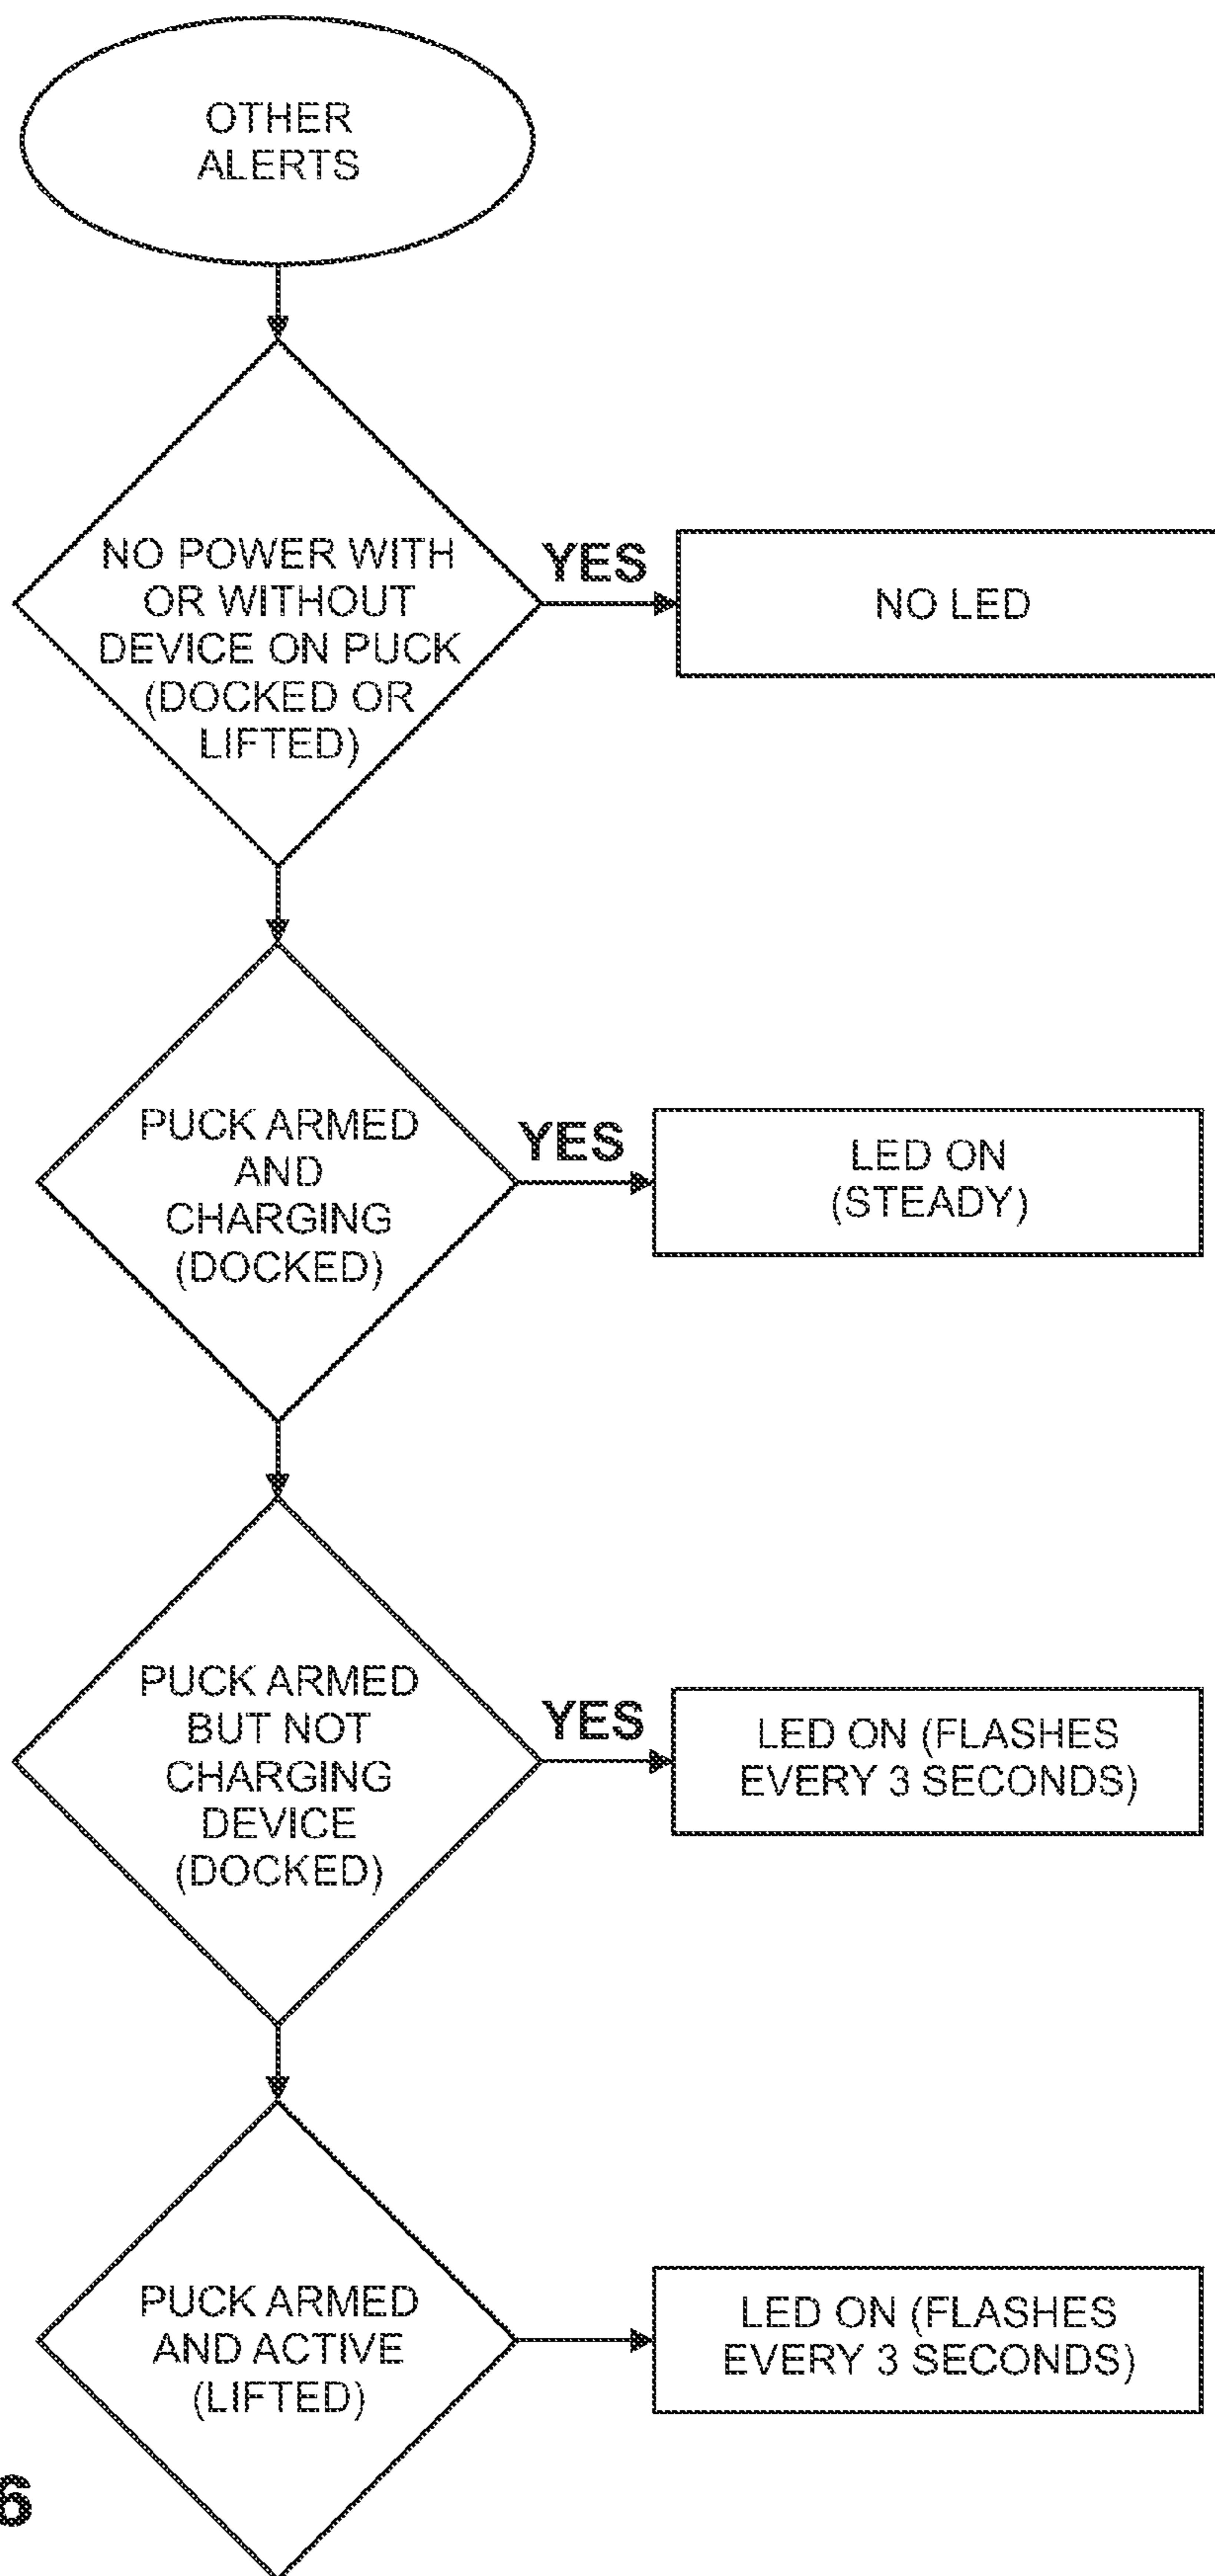 OTHER
ALERTS
NO POWER WITH
OR WITHOUT
DEVICE ON PUCK
(DOCKED OR
LIFTED)
YES
NO LED
PUCK ARMED
AND
CHARGING
(DOCKED)
YES
LED ON
(STEADY)
PUCK ARMED
BUT NOT
CHARGING
DEVICE
(DOCKED)
YES
LED ON (FLASHES
EVERY 3 SECONDS)
PUCK ARMED
AND ACTIVE
(LIFTED)
LED ON (FLASHES
EVERY 3 SECONDS)
6